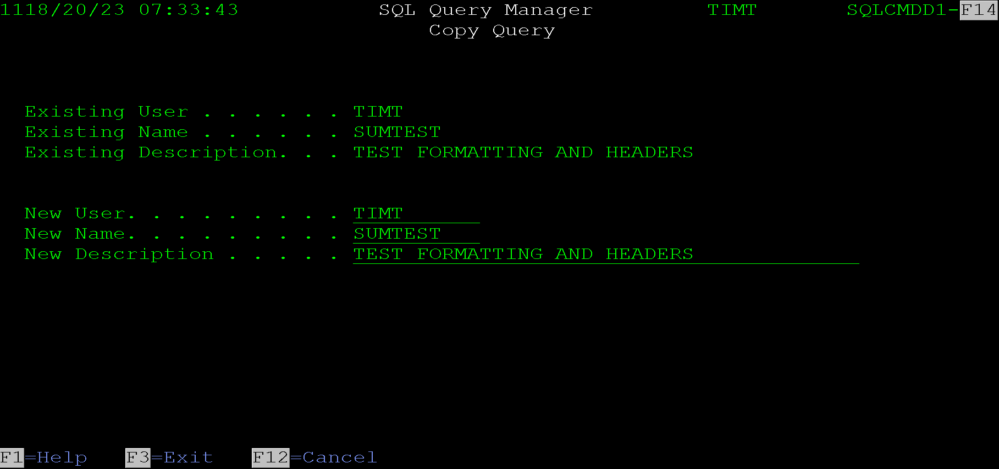 1118/20/23 07:33:43 SQL Query Manager TIMT SQLCMDD1-F14
Copy Query
Existing User . . . . . . TIMT
Existing Name . . . . . . SUMTEST
Existing Description. . . TEST FORMATTING AND HEADERS
New User. . . . . . . . . TIMT
New Name. . . . . . . . . SUMTEST
New Description . . . . . TEST FORMATTING AND HEADERS
F1=Help F3=Exit F12=Cancel